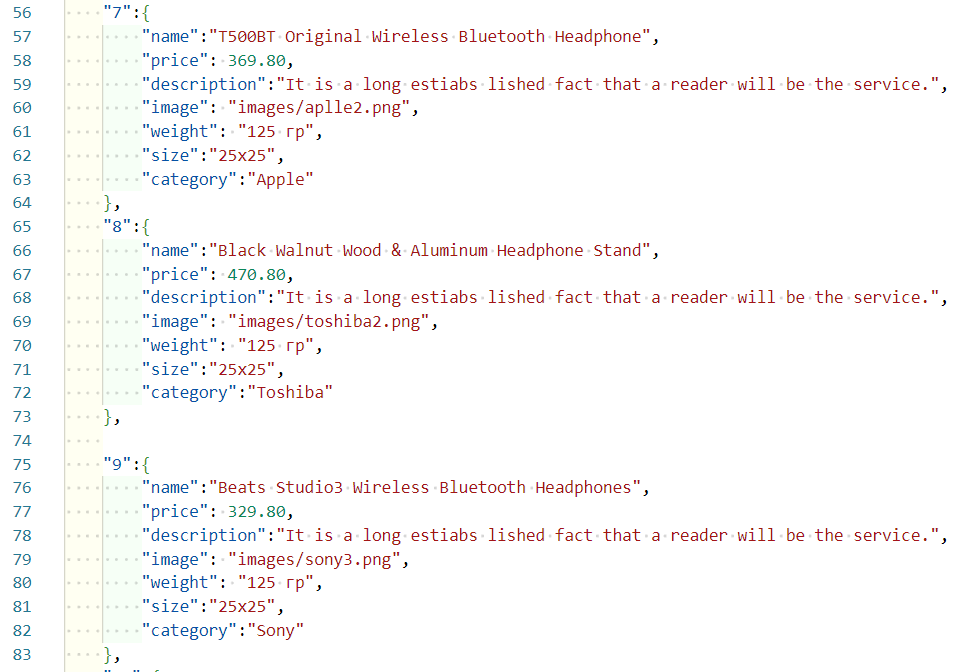 56 "7":{
57 "name":"T500BT Original Wireless Bluetooth Headphone",
58 "price": 369.80,
59 "description":"It is a long estiabs lished fact that a reader will be the service.",
60 "image": "images/aplle2.png",
61 "weight": "125 гр",
62 "size":"25x25",
63 "category":"Apple"
64 },
65 "8":{
66 "name":"Black Walnut Wood & Aluminum Headphone Stand",
67 "price": 470.80,
68 "description":"It is a long estiabs lished fact that a reader will be the service.",
69 "image": "images/toshiba2.png",
70 "weight": "125 гр",
71 "size":"25x25",
72 "category":"Toshiba"
73 },
74
75 "9":{
76 "name":"Beats Studio3 Wireless Bluetooth Headphones",
77 "price": 329.80,
78 "description":"It is a long estiabs lished fact that a reader will be the service.",
79 "image": "images/sony3.png",
80 "weight": "125 гр",
81 "size":"25x25",
82 "category":"Sony"
83 },